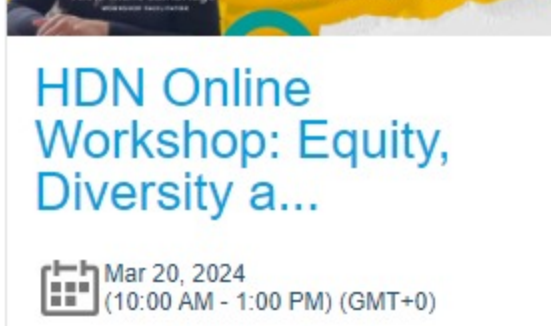 HDN Online
Workshop: Equity,
Diversity a...
Mar 20, 2024
(10:00 AM - 1:00 PM) (GMT+0)